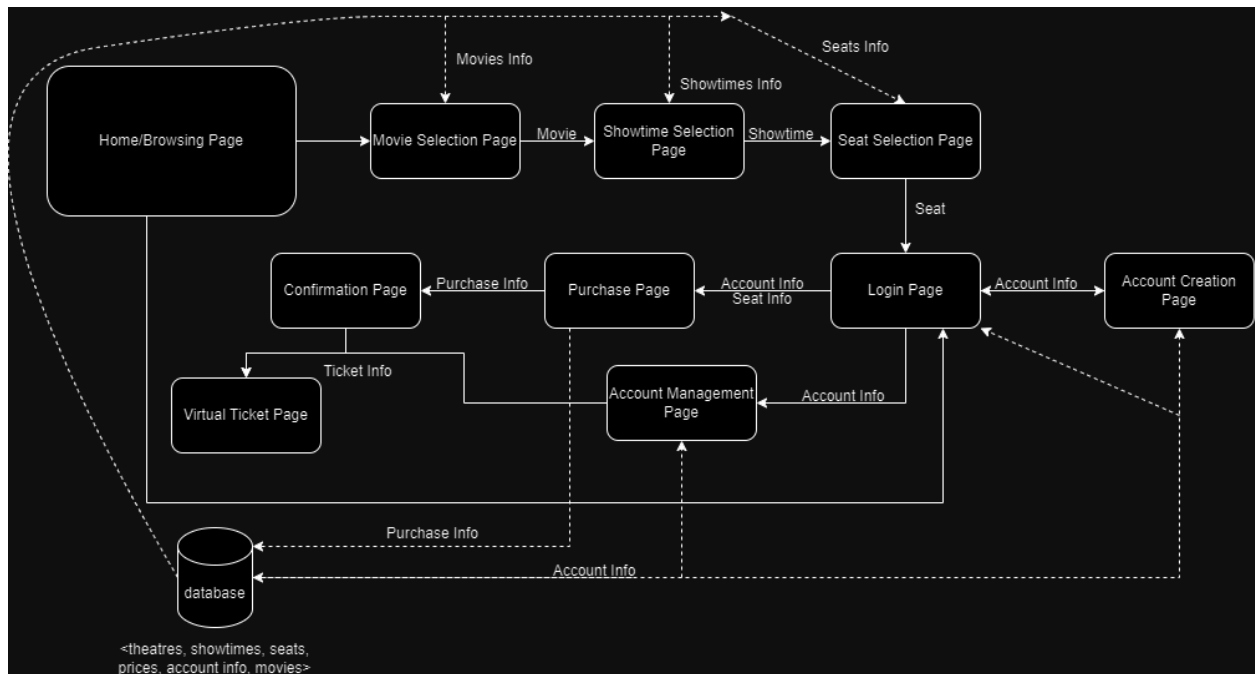 Seats Info
Movies Info
Showtimes Info
Home/Browsing Page
Movie Selection Page
Movie
Showtime Selection
Page
Showtime
Seat Selection Page
Seat
Confirmation Page
Purchase Info
Purchase Page
Account Info
Seat Info
Login Page
Account Info
Account Creation
Page
Ticket Info
Virtual Ticket Page
Account Management
Page
Account Info
Purchase Info
Account Info
database
<theatres, showtimes, seats,
prices, account info, movies>